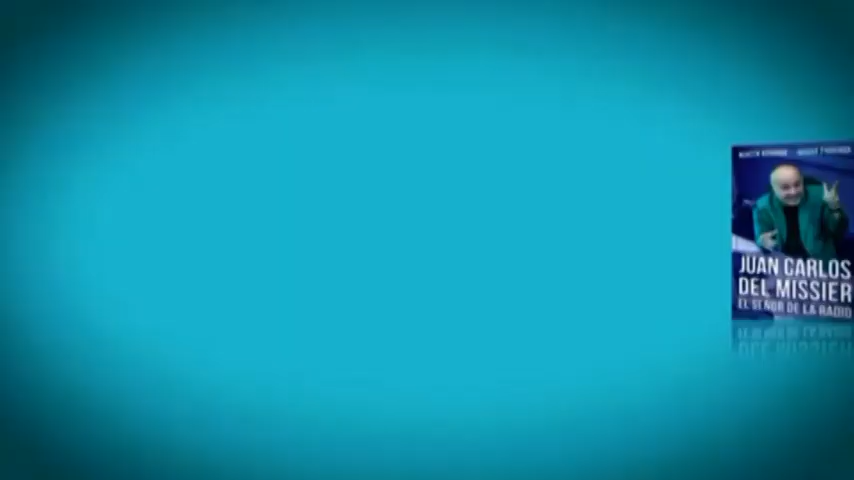 JUAN CARLOS
DEL MISSIER
EL SEÑOR DE LA RADIO